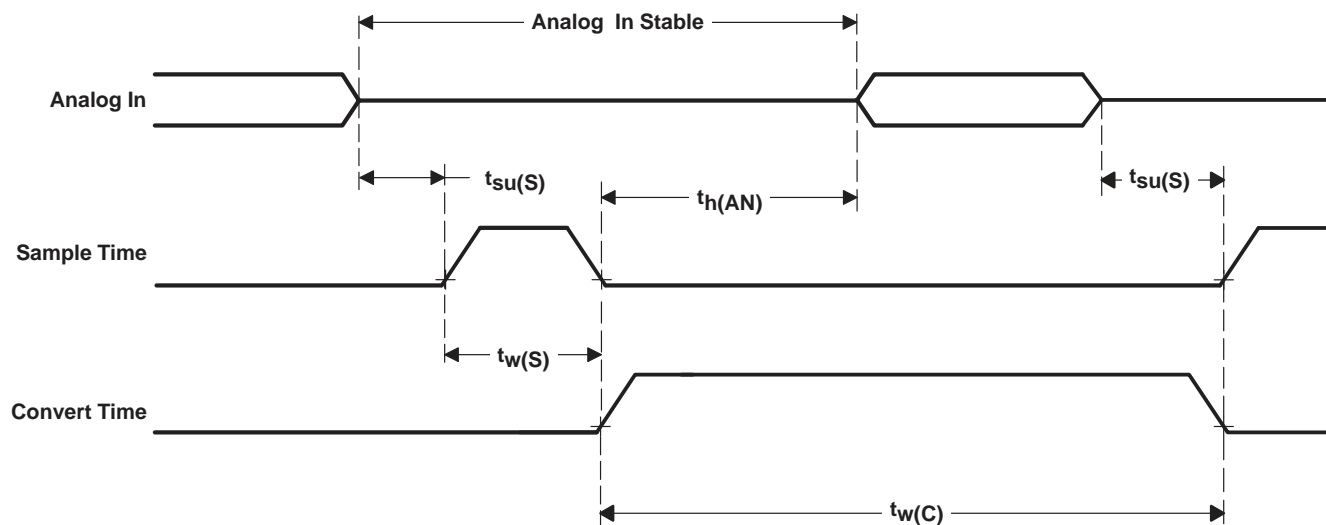 Analog In Stable
Analog In
tsu(S)
th(AN)
tsu(S)
Sample Time
tw(S)
Convert Time
tw(C)